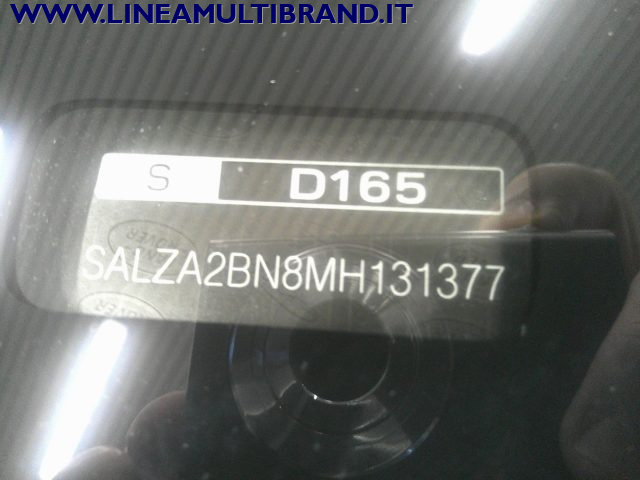 WWW.LINEAMULTIBRAND.IT
S D165
SALZA2BN8MH131377